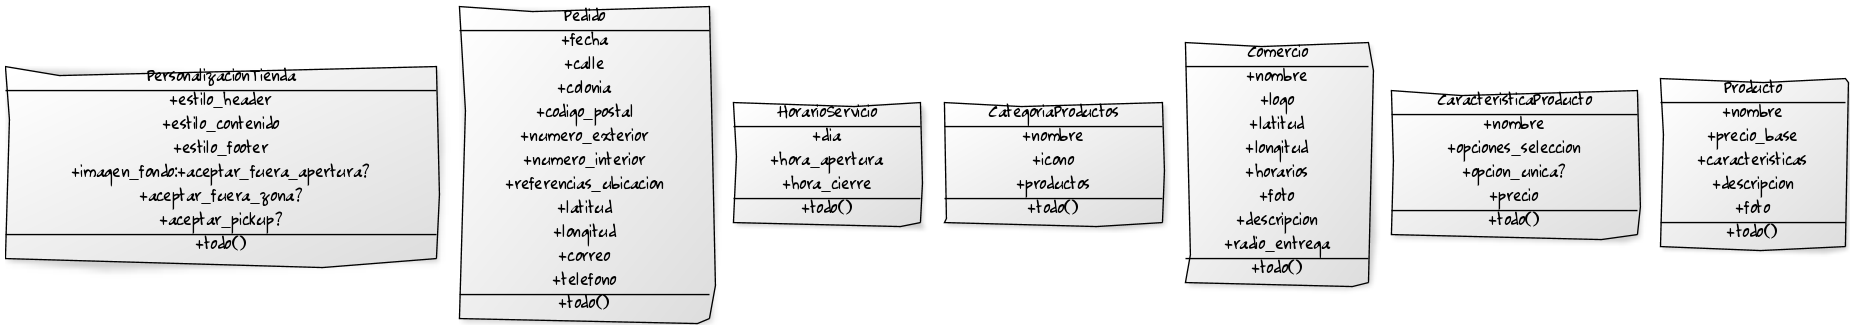 PersonalizacionTienda
+estilo_header
+estilo_contenido
+estilo_footer
+imagen_fondo:+aceptar_fuera_apertura?
+aceptar_fuera_zona?
+aceptar_pickup?
+todo()
Pedido
+fecha
+calle
+colonia
+codigo_postal
+numero_exterior
+numero_interior
+referencias_ubicacion
+latitud
+longitud
+correo
+telefono
+todo()
HorarioServicio
+dia
+hora_apertura
+hora_cierre
+todo()
CategoriaProductos
+nombre
+icono
+productos
+todo()
Comercio
+nombre
+logo
+latitud
+longitud
+horarios
+foto
+descripcion
+radio_entrega
+todo()
CaracteristicaProducto
+nombre
+opciones_seleccion
+opcion_unica?
+precio
+todo()
Producto
+nombre
+precio_base
+caracteristicas
+descripcion
+foto
+todo()